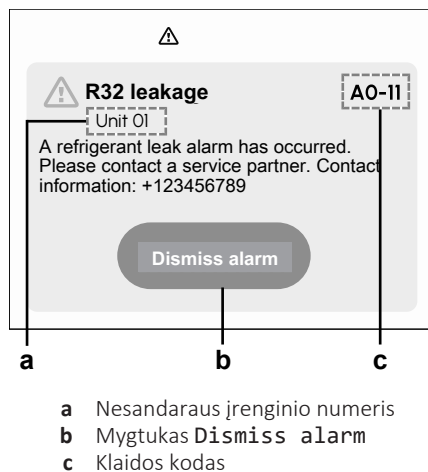 R32 leakage
A0-11
Unit 01
A refrigerant leak alarm has occurred.
Please contact a service partner. Contact
information: +123456789
Dismiss alarm
a b c
a Nesandaraus įrenginio numeris
b Mygtukas Dismiss alarm
c Klaidos kodas